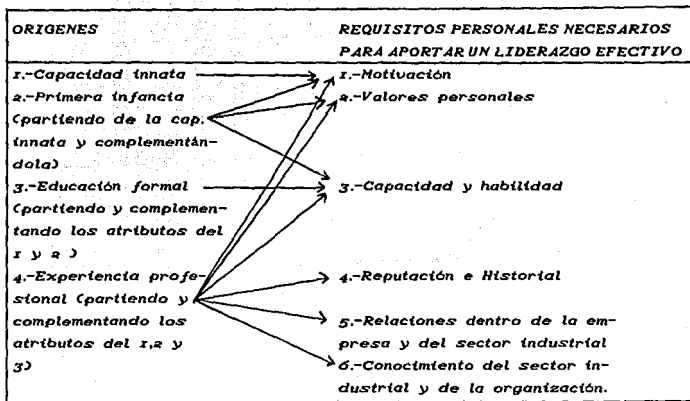 ORIGENES
REQUISITOS PERSONALES NECESARIOS
PARA APORTAR UN LIDERAZGO EFECTIVO
1.-Capacidad innata
2.-Primera infancia
(partiendo de la cap.
innata y complementán-
dola)
3.-Educación formal
(partiendo y complemen-
tando los atributos del
1 y 2 )
4.-Experiencia profe-
sional (partiendo y
complementando los
atributos del 1,2 y
3)
1.-Motivación
2.-Valores personales
3.-Capacidad y habilidad
4.-Reputación e Historial
5.-Relaciones dentro de la em-
presa y del sector industrial
6.-Conocimiento del sector in-
dustrial y de la organización.